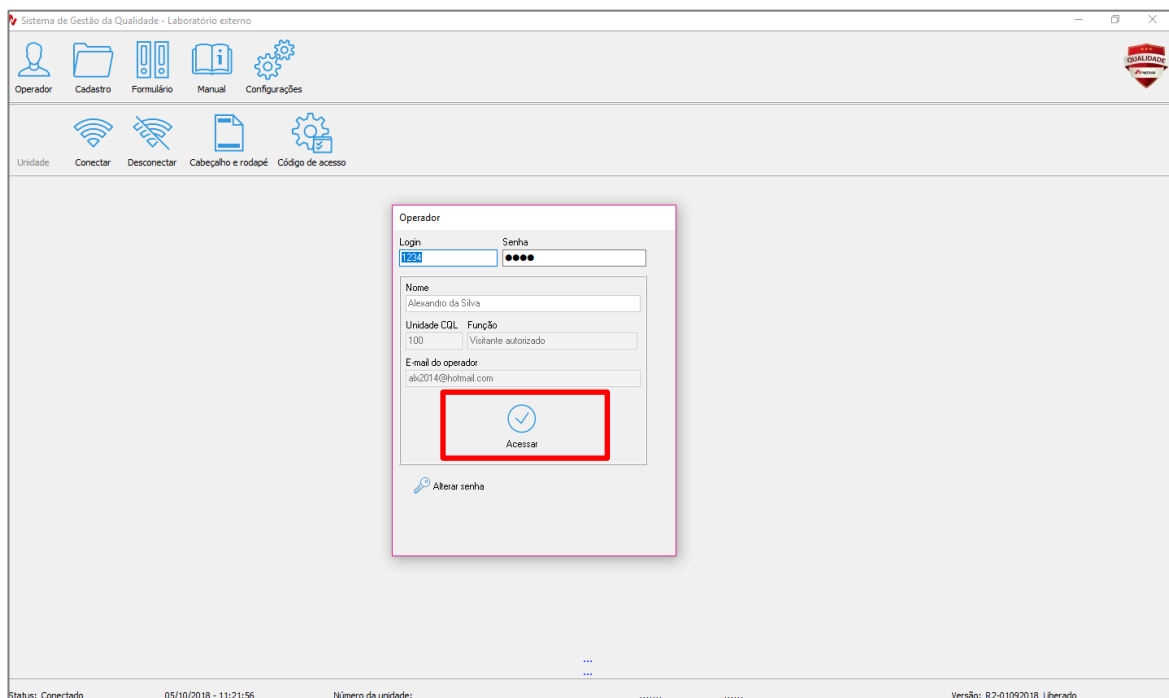 Sistema de Gestão da Qualidade - Laboratório externo
Operador Cadastro Formulário Manual Configurações
QUALIDADE
Unidade Conectar Desconectar Cabeçalho e rodapé Código de acesso
Operador
Login Senha
1234 ●●●●
Nome
Alexandro da Silva
Unidade CQL Função
100 Visitante autorizado
E-mail do operador
alx2014@hotmail.com
Acessar
Alterar senha
...
...
Status: Conectado 05/10/2018 - 11:21:56 Número da unidade: ....... ...... Versão: R2-01092018 Liberado